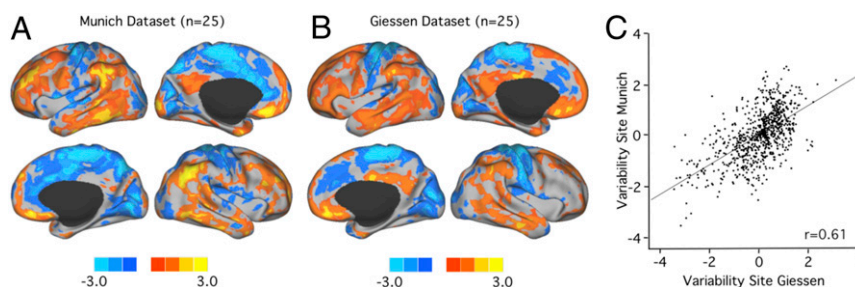 A Munich Dataset (n=25)
B Giessen Dataset (n=25)
C
-3.0 3.0
-3.0 3.0
Variability Site Munich
4
2
0
-2
-4
r=0.61
-4 -2 0 2
Variability Site Giessen